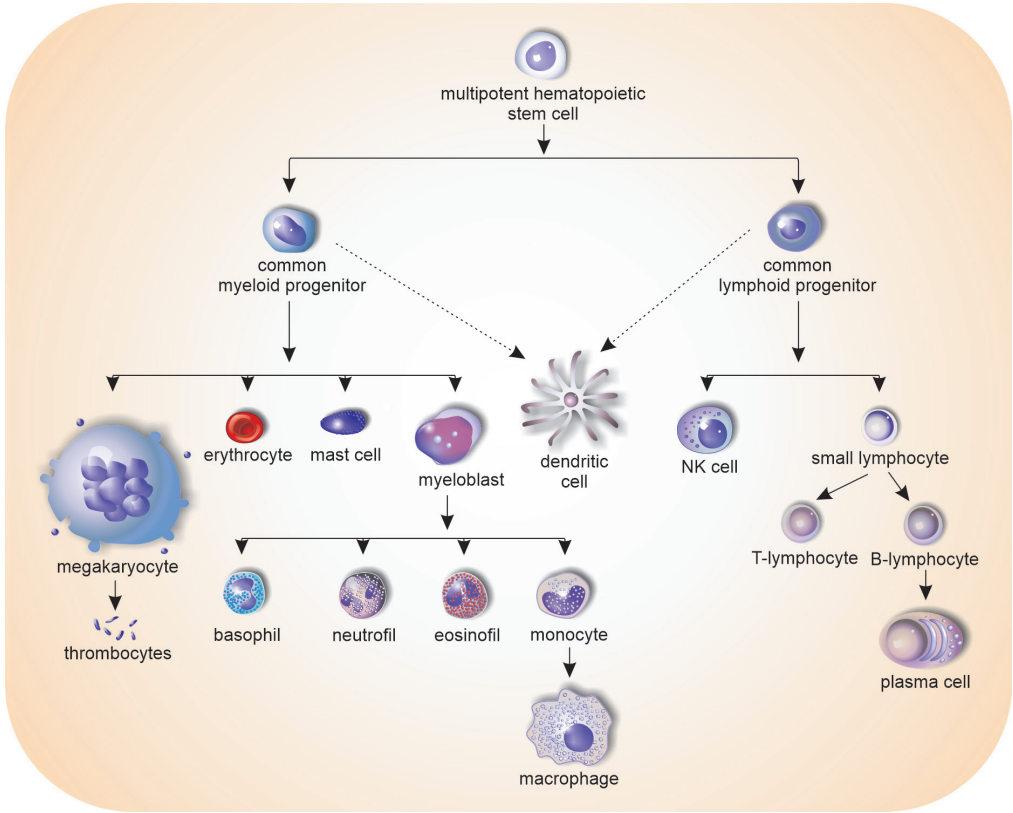 multipotent hematopoietic
stem cell
common
myeloid progenitor
common
lymphoid progenitor
erythrocyte
mast cell
myeloblast
dendritic
cell
NK cell
small lymphocyte
megakaryocyte
thrombocytes
basophil
neutrofil
eosinofil
monocyte
macrophage
T-lymphocyte
B-lymphocyte
plasma cell